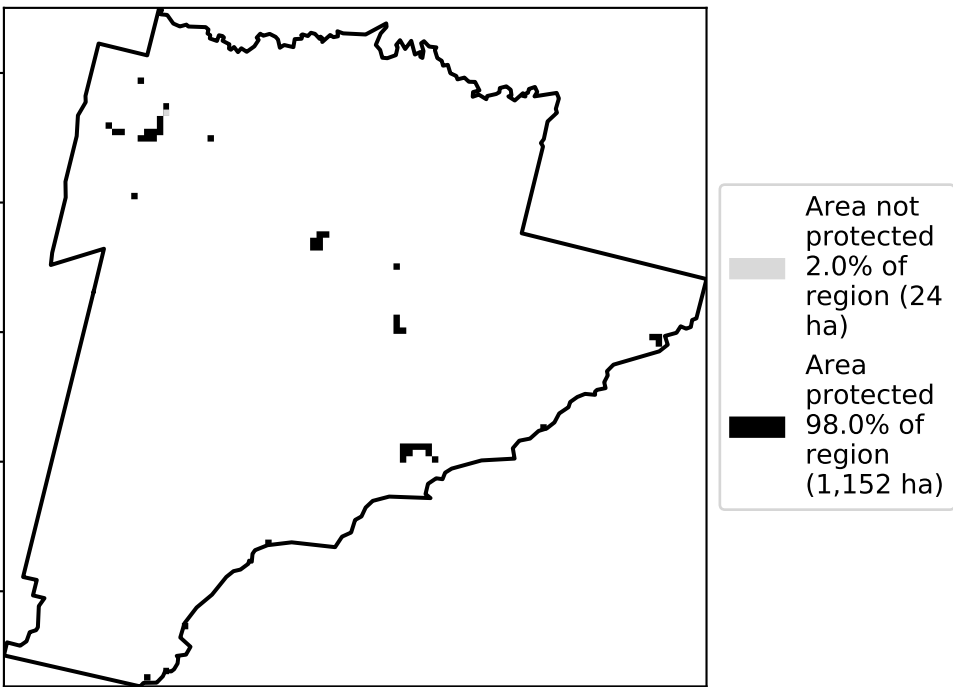 Area not
protected
2.0% of
region (24
ha)
Area
protected
98.0% of
region
(1,152 ha)